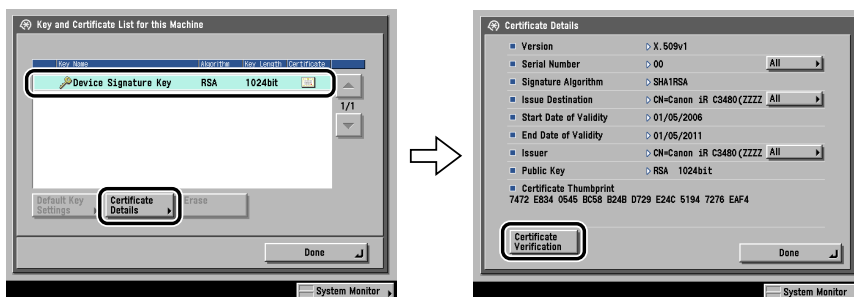 Key and Certificate List for this Machine
Key Name Algorithm Key Length Certificate
Device Signature Key RSA 1024bit
1/1
Default Key Settings
Certificate Details
Erase
Done
System Monitor
Certificate Details
Version X.509v1
Serial Number 00 All
Signature Algorithm SHA1RSA
Issue Destination CN=Canon iR C3480(ZZZZ All
Start Date of Validity 01/05/2006
End Date of Validity 01/05/2011
Issuer CN=Canon iR C3480(ZZZZ All
Public Key RSA 1024bit
Certificate Thumbprint
7472 E834 0545 BC58 B24B D729 E24C 5194 7276 EAF4
Certificate Verification
Done
System Monitor